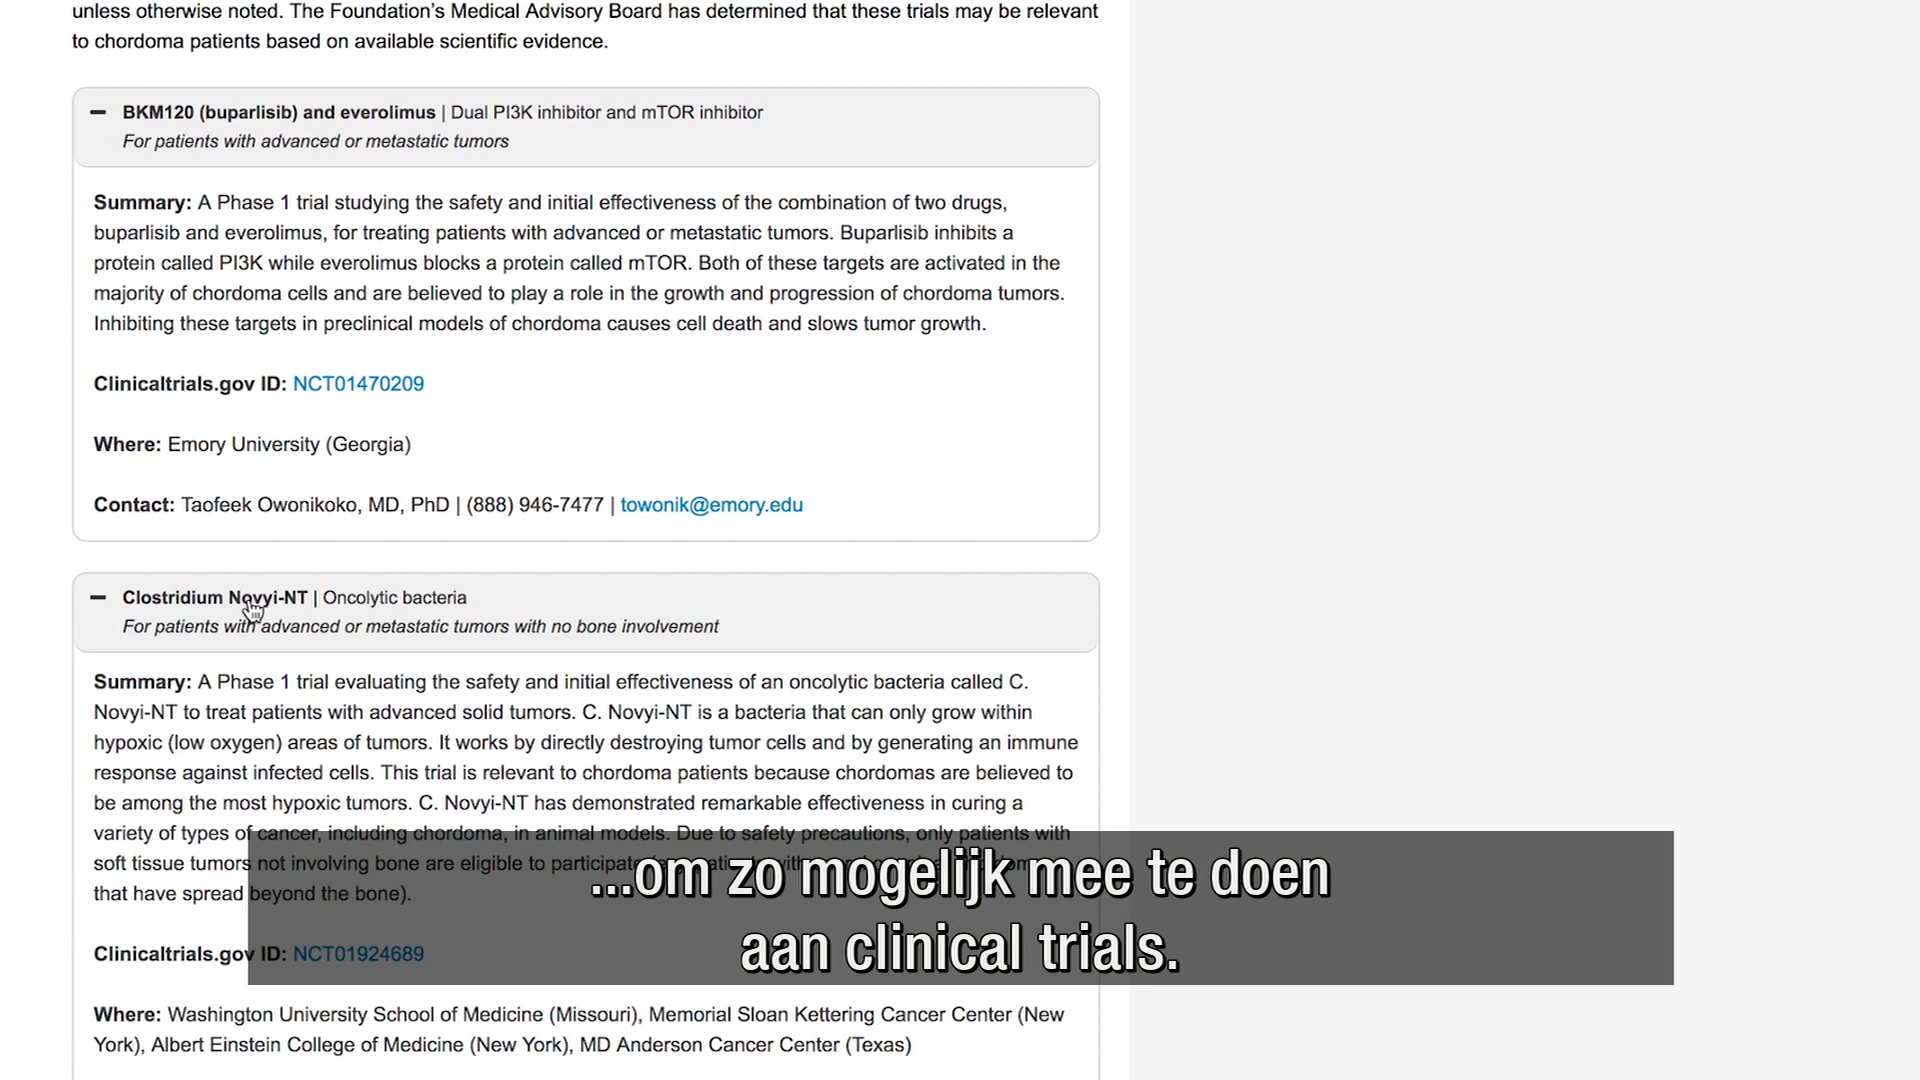 unless otherwise noted. The Foundation’s Medical Advisory Board has determined that these trials may be relevant
to chordoma patients based on available scientific evidence.
BKM120 (buparlisib) and everolimus | Dual PI3K inhibitor and mTOR inhibitor
For patients with advanced or metastatic tumors
Summary: A Phase 1 trial studying the safety and initial effectiveness of the combination of two drugs,
buparlisib and everolimus, for treating patients with advanced or metastatic tumors. Buparlisib inhibits a
protein called PI3K while everolimus blocks a protein called mTOR. Both of these targets are activated in the
majority of chordoma cells and are believed to play a role in the growth and progression of chordoma tumors.
Inhibiting these targets in preclinical models of chordoma causes cell death and slows tumor growth.
Clinicaltrials.gov ID: NCT01470209
Where: Emory University (Georgia)
Contact: Taofeek Owonikoko, MD, PhD | (888) 946-7477 | towonik@emory.edu
Clostridium Novyi-NT | Oncolytic bacteria
For patients with advanced or metastatic tumors with no bone involvement
Summary: A Phase 1 trial evaluating the safety and initial effectiveness of an oncolytic bacteria called C.
Novyi-NT to treat patients with advanced solid tumors. C. Novyi-NT is a bacteria that can only grow within
hypoxic (low oxygen) areas of tumors. It works by directly destroying tumor cells and by generating an immune
response against infected cells. This trial is relevant to chordoma patients because chordomas are believed to
be among the most hypoxic tumors. C. Novyi-NT has demonstrated remarkable effectiveness in curing a
variety of types of cancer, including chordoma, in animal models. Due to safety precautions, only patients with
soft tissue tumors not involving bone are eligible to participate
that have spread beyond the bone).
...om zo mogelijk mee te doen
aan clinical trials.
Clinicaltrials.gov ID: NCT01924689
Where: Washington University School of Medicine (Missouri), Memorial Sloan Kettering Cancer Center (New
York), Albert Einstein College of Medicine (New York), MD Anderson Cancer Center (Texas)